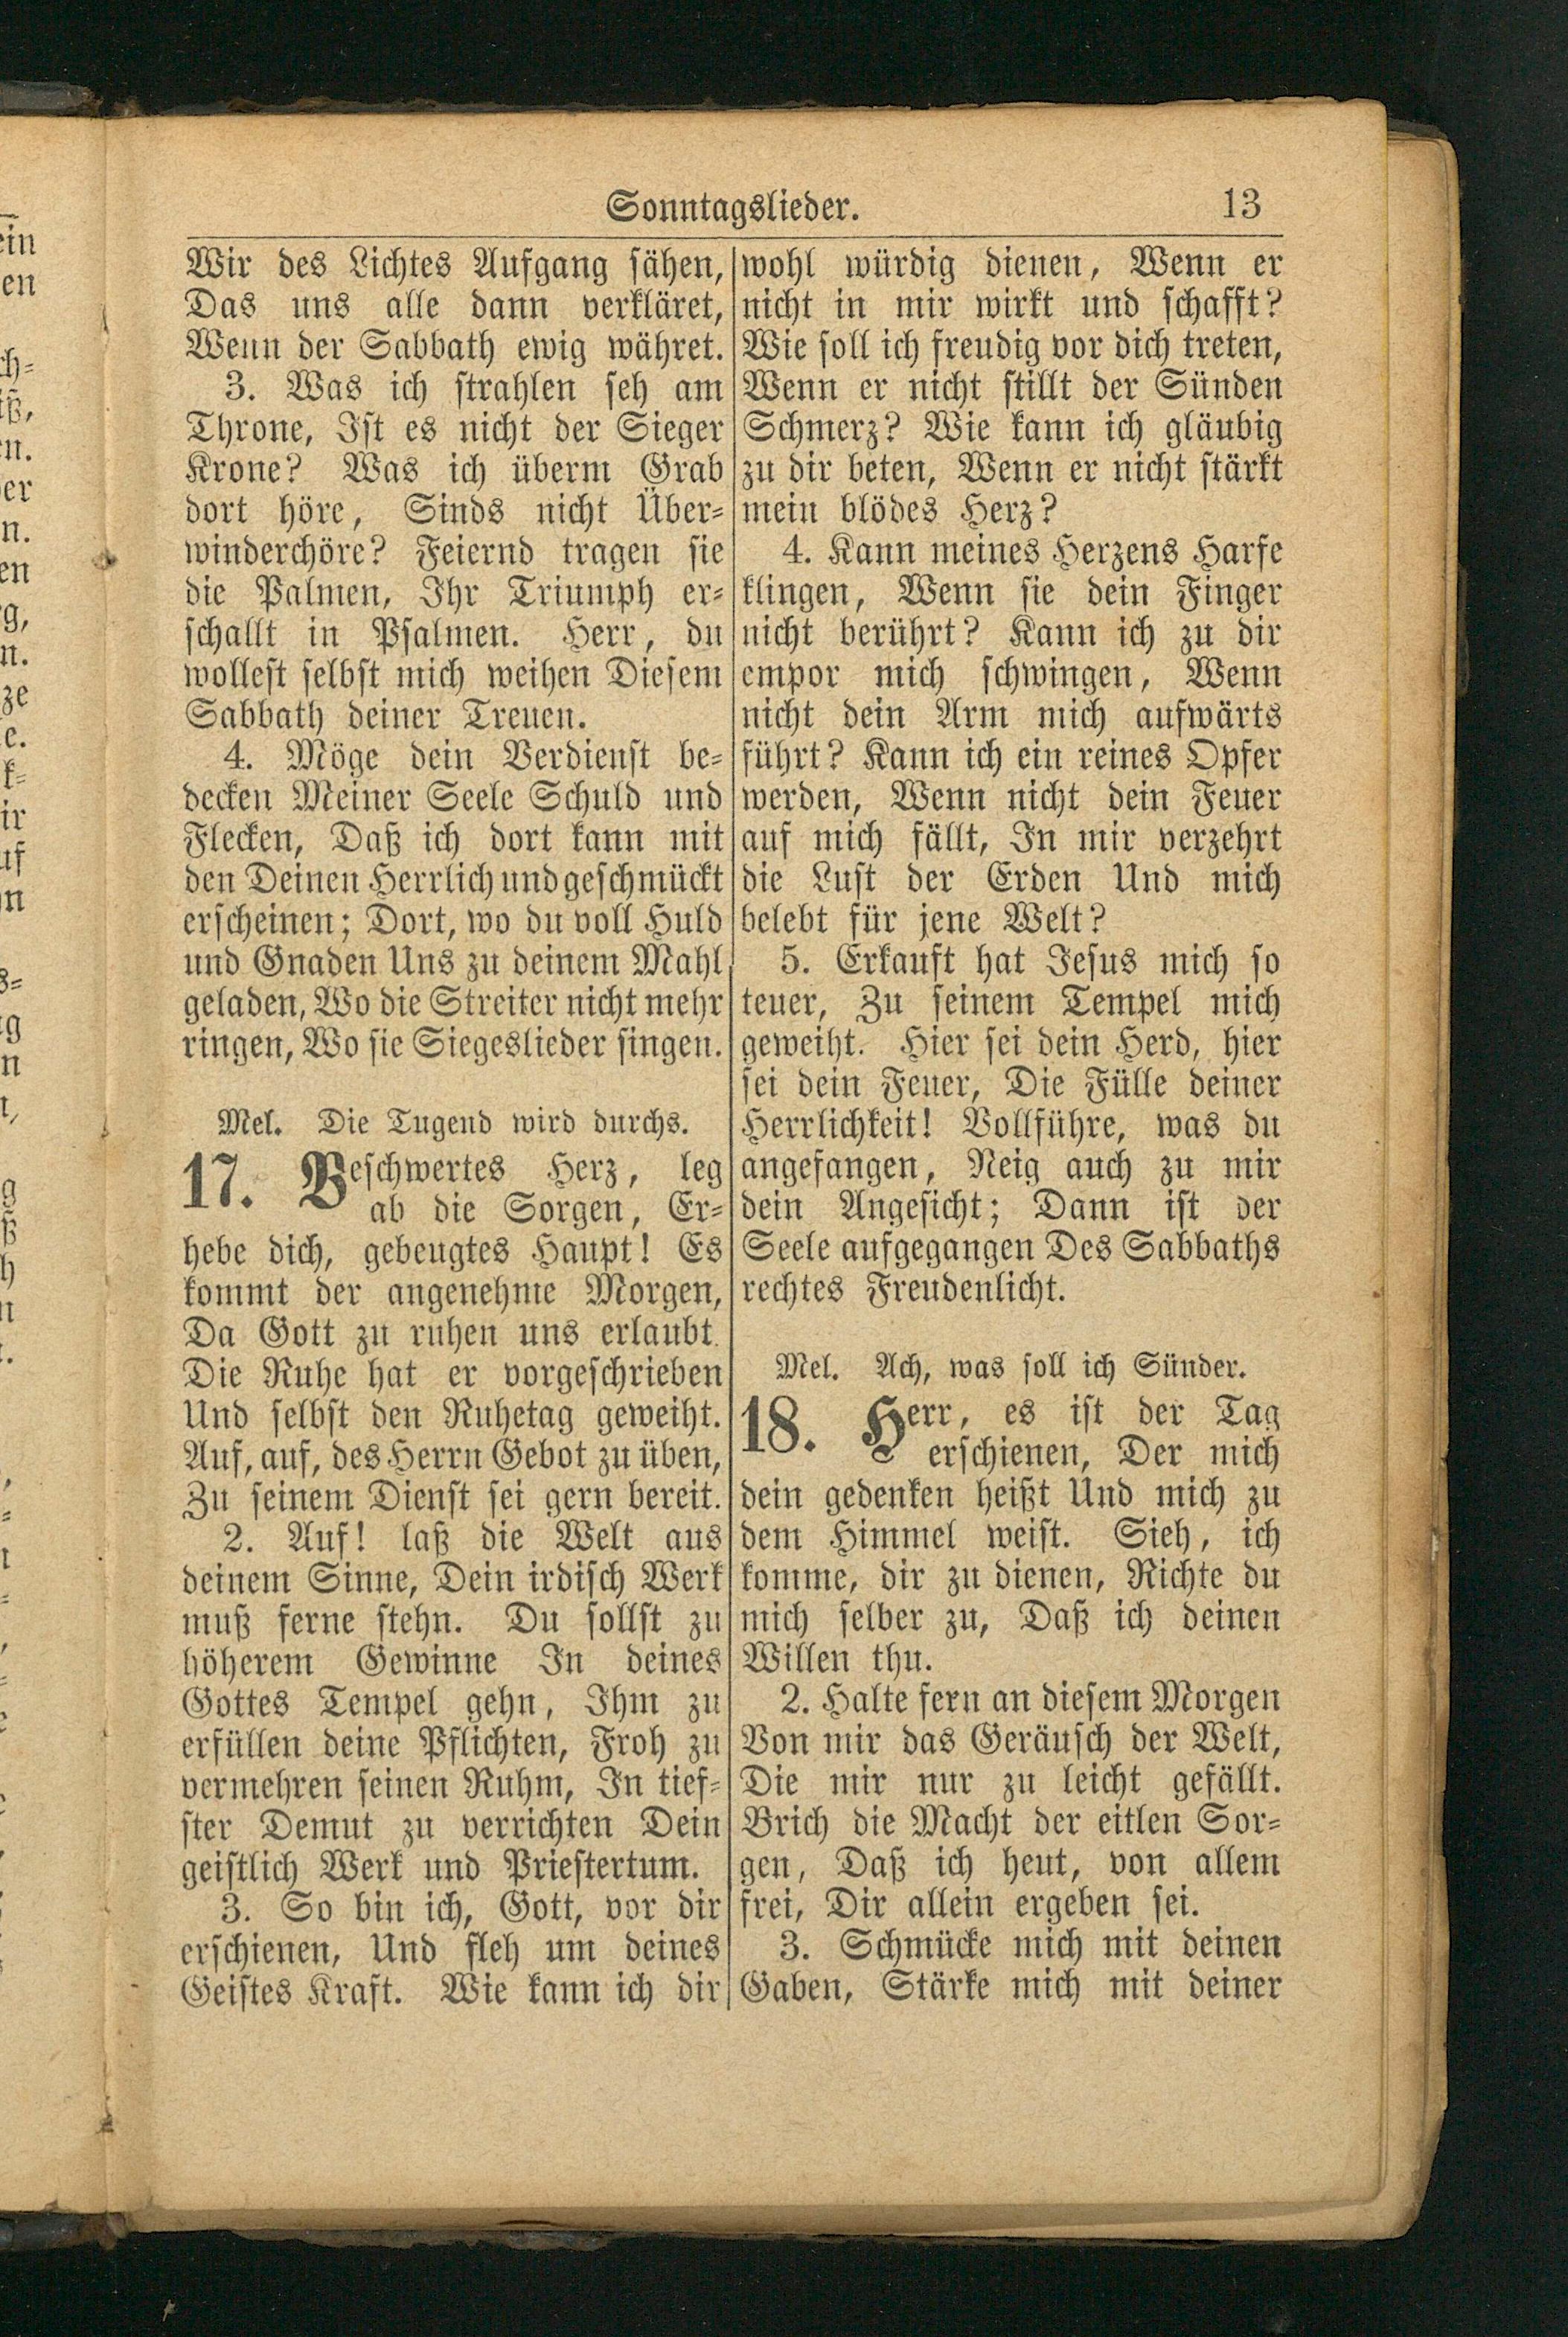 Sonntagslieder. 13
Wir des Lichtes Aufgang sähen,
Das uns alle dann verkläret,
Wenn der Sabbath ewig währet.
3. Was ich strahlen seh am
Throne, Ist es nicht der Sieger
Krone? Was ich überm Grab
dort höre, Sinds nicht Über-
winderchöre? Feiernd tragen sie
die Palmen, Ihr Triumph er-
schallt in Psalmen. Herr, du
wollest selbst mich weihen Diesem
Sabbath deiner Treuen.
4. Möge dein Verdienst be-
decken Meiner Seele Schuld und
Flecken, Daß ich dort kann mit
den Deinen Herrlich und geschmückt
erscheinen; Dort, wo du voll Huld
und Gnaden Uns zu deinem Mahl
geladen, Wo die Streiter nicht mehr
ringen, Wo sie Siegeslieder singen.
Mel. Die Tugend wird durchs.
17. Beschwertes Herz, leg
ab die Sorgen, Er-
hebe dich, gebeugtes Haupt! Es
kommt der angenehme Morgen,
Da Gott zu ruhen uns erlaubt.
Die Ruhe hat er vorgeschrieben
Und selbst den Ruhetag geweiht.
Auf, auf, des Herrn Gebot zu üben,
Zu seinem Dienst sei gern bereit.
2. Auf! laß die Welt aus
deinem Sinne, Dein irdisch Werk
muß ferne stehn. Du sollst zu
höherem Gewinne In deines
Gottes Tempel gehn, Ihm zu
erfüllen deine Pflichten, Froh zu
vermehren seinen Ruhm, In tief-
ster Demut zu verrichten Dein
geistlich Werk und Priestertum.
3. So bin ich, Gott, vor dir
erschienen, Und fleh um deines
Geistes Kraft. Wie kann ich dir
wohl würdig dienen, Wenn er
nicht in mir wirkt und schafft?
Wie soll ich freudig vor dich treten,
Wenn er nicht stillt der Sünden
Schmerz? Wie kann ich gläubig
zu dir beten, Wenn er nicht stärkt
mein blödes Herz?
4. Kann meines Herzens Harfe
klingen, Wenn sie dein Finger
nicht berührt? Kann ich zu dir
empor mich schwingen, Wenn
nicht dein Arm mich aufwärts
führt? Kann ich ein reines Opfer
werden, Wenn nicht dein Feuer
auf mich fällt, In mir verzehrt
die Lust der Erden Und mich
belebt für jene Welt?
5. Erkauft hat Jesus mich so
teuer, Zu seinem Tempel mich
geweiht. Hier sei dein Herd, hier
sei dein Feuer, Die Fülle deiner
Herrlichkeit! Vollführe, was du
angefangen, Neig auch zu mir
dein Angesicht; Dann ist der
Seele aufgegangen Des Sabbaths
rechtes Freudenlicht.
Mel. Ach, was soll ich Sünder.
18. Herr, es ist der Tag
erschienen, Der mich
dein gedenken heißt Und mich zu
dem Himmel weist. Sieh, ich
komme, dir zu dienen, Richte du
mich selber zu, Daß ich deinen
Willen thu.
2. Halte fern an diesem Morgen
Von mir das Geräusch der Welt,
Die mir nur zu leicht gefällt.
Brich die Macht der eitlen Sor-
gen, Daß ich heut, von allem
frei, Dir allein ergeben sei.
3. Schmücke mich mit deinen
Gaben, Stärke mich mit deiner